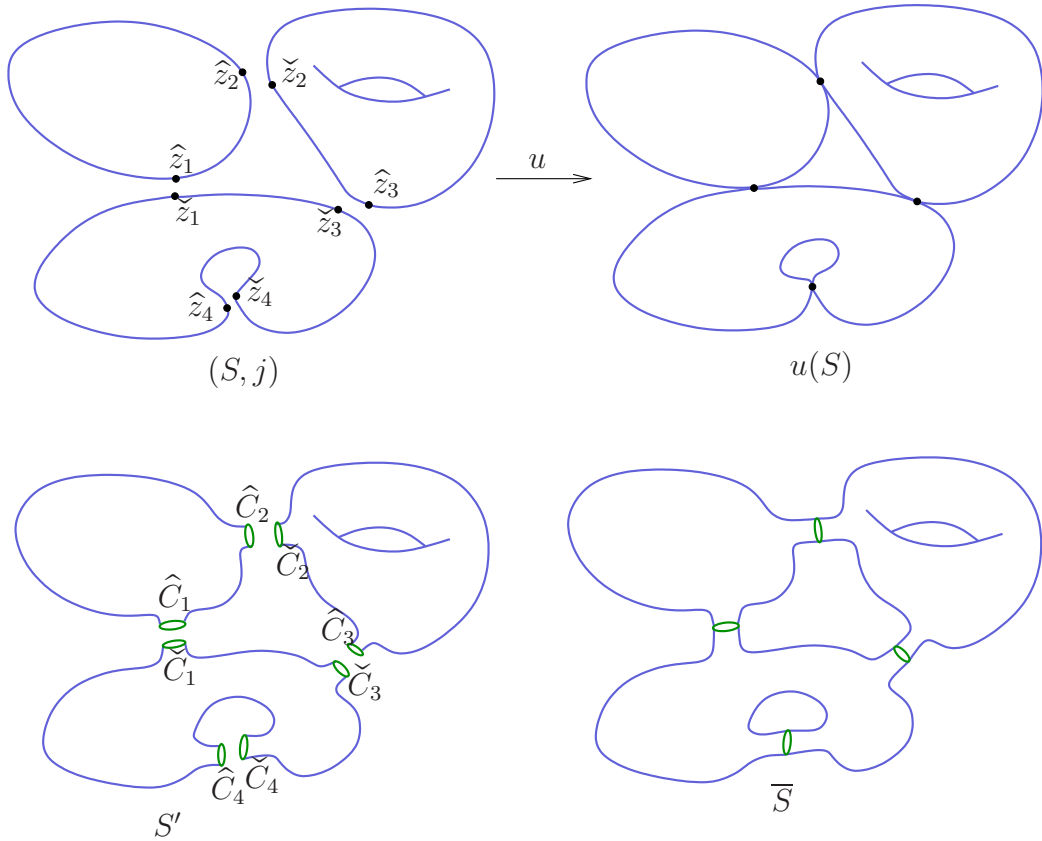 ẑ₂
ž₂
ẑ₁
u
ẑ₃
ž₁
ž₃
ẑ₄
ž₄
(S, j)
u(S)
Ĉ₂
Č₂
Ĉ₁
Ĉ₃
Č₁
Č₃
Ĉ₄
Č₄
S′
S̅